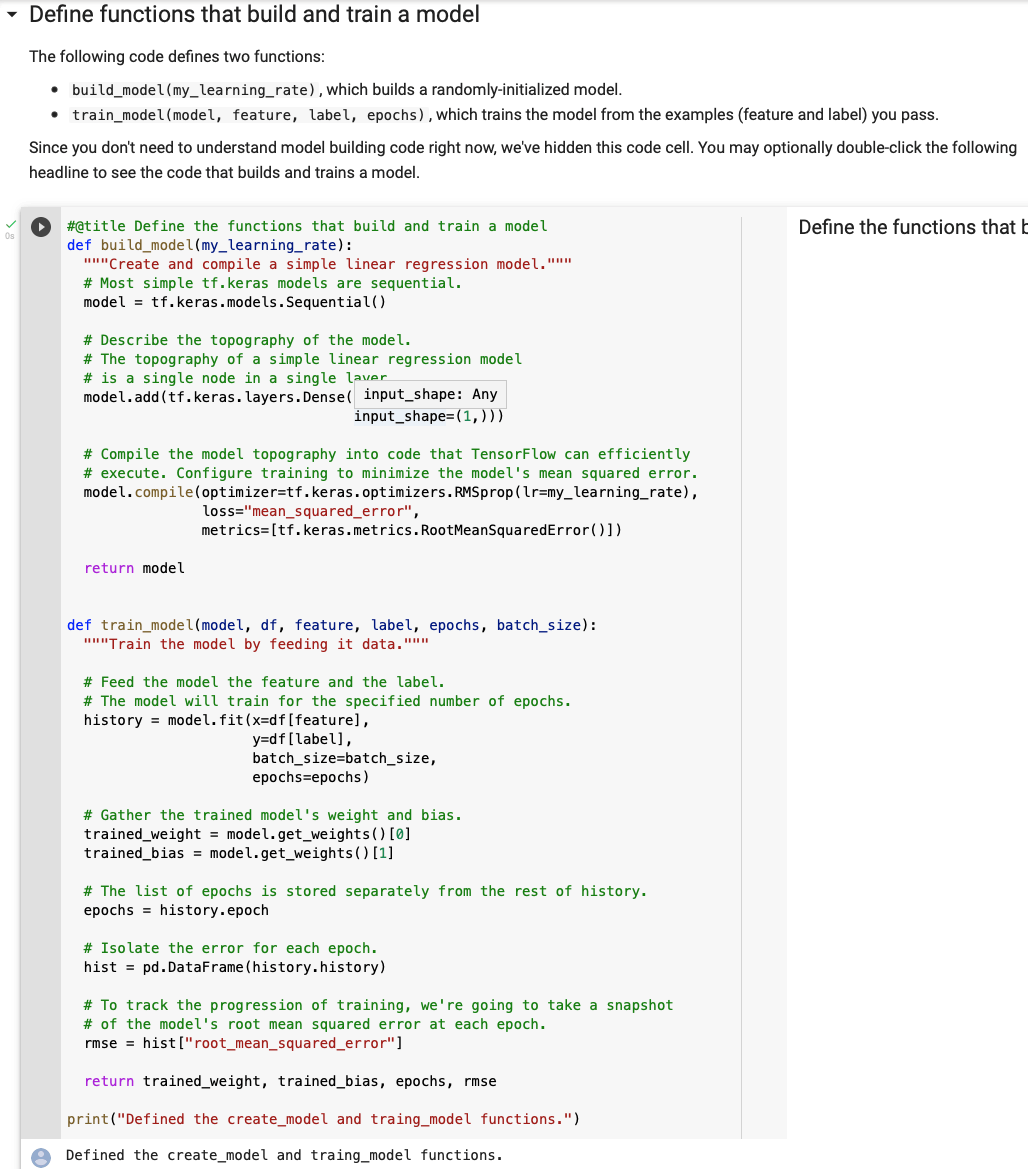 Define functions that build and train a model
The following code defines two functions:
• build_model(my_learning_rate), which builds a randomly-initialized model.
• train_model(model, feature, label, epochs), which trains the model from the examples (feature and label) you pass.
Since you don't need to understand model building code right now, we've hidden this code cell. You may optionally double-click the following
headline to see the code that builds and trains a model.
0s
#@title Define the functions that build and train a model
def build_model(my_learning_rate):
  """Create and compile a simple linear regression model."""
  # Most simple tf.keras models are sequential.
  model = tf.keras.models.Sequential()
  # Describe the topography of the model.
  # The topography of a simple linear regression model
  # is a single node in a single layer
  model.add(tf.keras.layers.Dense(
input_shape: Any
                                  input_shape=(1,)))
  # Compile the model topography into code that TensorFlow can efficiently
  # execute. Configure training to minimize the model's mean squared error.
  model.compile(optimizer=tf.keras.optimizers.RMSprop(lr=my_learning_rate),
                loss="mean_squared_error",
                metrics=[tf.keras.metrics.RootMeanSquaredError()])
  return model
def train_model(model, df, feature, label, epochs, batch_size):
  """Train the model by feeding it data."""
  # Feed the model the feature and the label.
  # The model will train for the specified number of epochs.
  history = model.fit(x=df[feature],
                      y=df[label],
                      batch_size=batch_size,
                      epochs=epochs)
  # Gather the trained model's weight and bias.
  trained_weight = model.get_weights()[0]
  trained_bias = model.get_weights()[1]
  # The list of epochs is stored separately from the rest of history.
  epochs = history.epoch
  # Isolate the error for each epoch.
  hist = pd.DataFrame(history.history)
  # To track the progression of training, we're going to take a snapshot
  # of the model's root mean squared error at each epoch.
  rmse = hist["root_mean_squared_error"]
  return trained_weight, trained_bias, epochs, rmse
print("Defined the create_model and traing_model functions.")
Define the functions that b
Defined the create_model and traing_model functions.